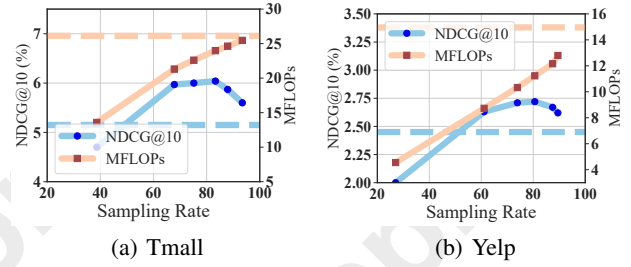 NDCG@10 (%)
7
6
5
4
30
25
20
15
10
5
MFLOPs
NDCG@10
MFLOPs
20 40 60 80 100
Sampling Rate
(a) Tmall
NDCG@10 (%)
3.50
3.25
3.00
2.75
2.50
2.25
2.00
16
14
12
10
8
6
4
MFLOPs
NDCG@10
MFLOPs
20 40 60 80 100
Sampling Rate
(b) Yelp